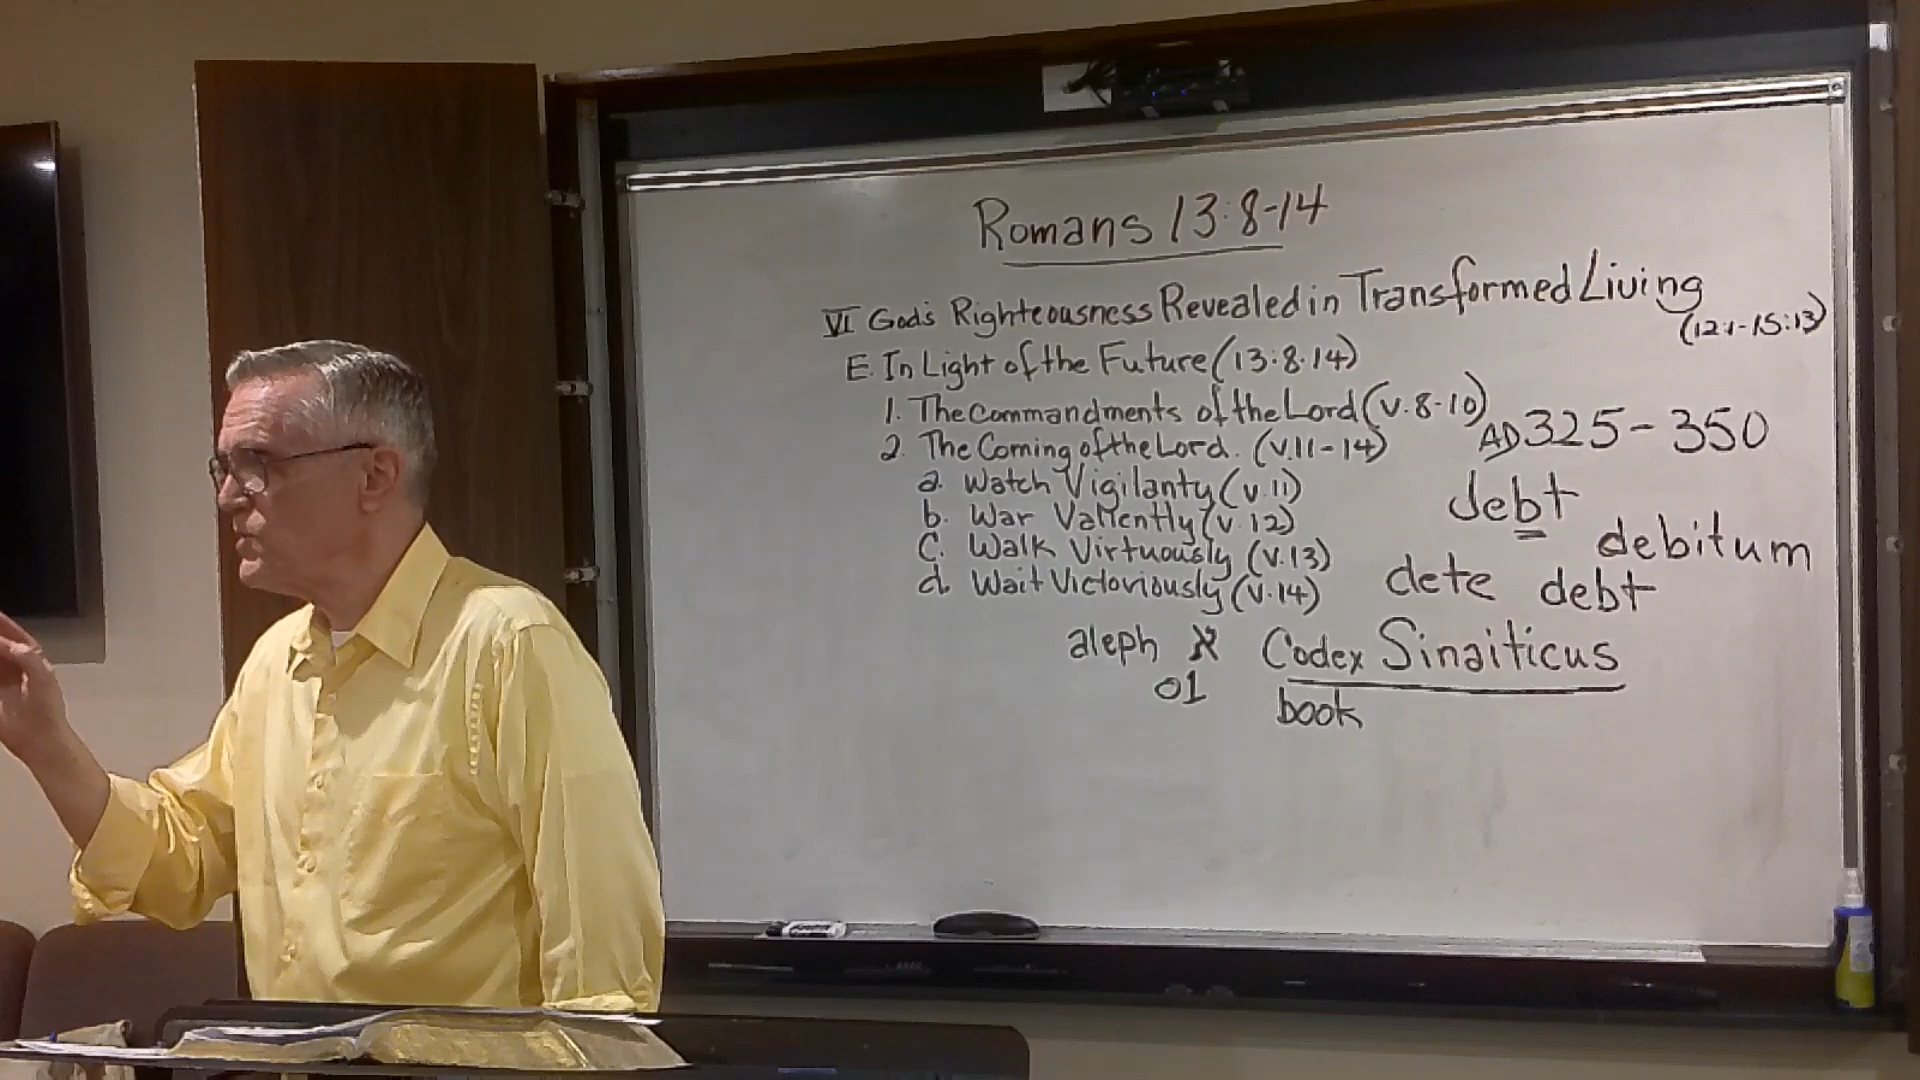 Romans 13:8-14
VI God's Righteousness Revealed in Transformed Living
(12:1-15:13)
E. In Light of the Future (13:8-14)
1. The Commandments of the Lord (v.8-10)
2. The Coming of the Lord. (v.11-14)
a. Watch Vigilanty (v.11)
b. War Valiently (v.12)
c. Walk Virtuously (v.13)
d. Wait Victoriously (v.14)
AD 325-350
debt
debitum
dete debt
aleph א Codex Sinaiticus
01
book